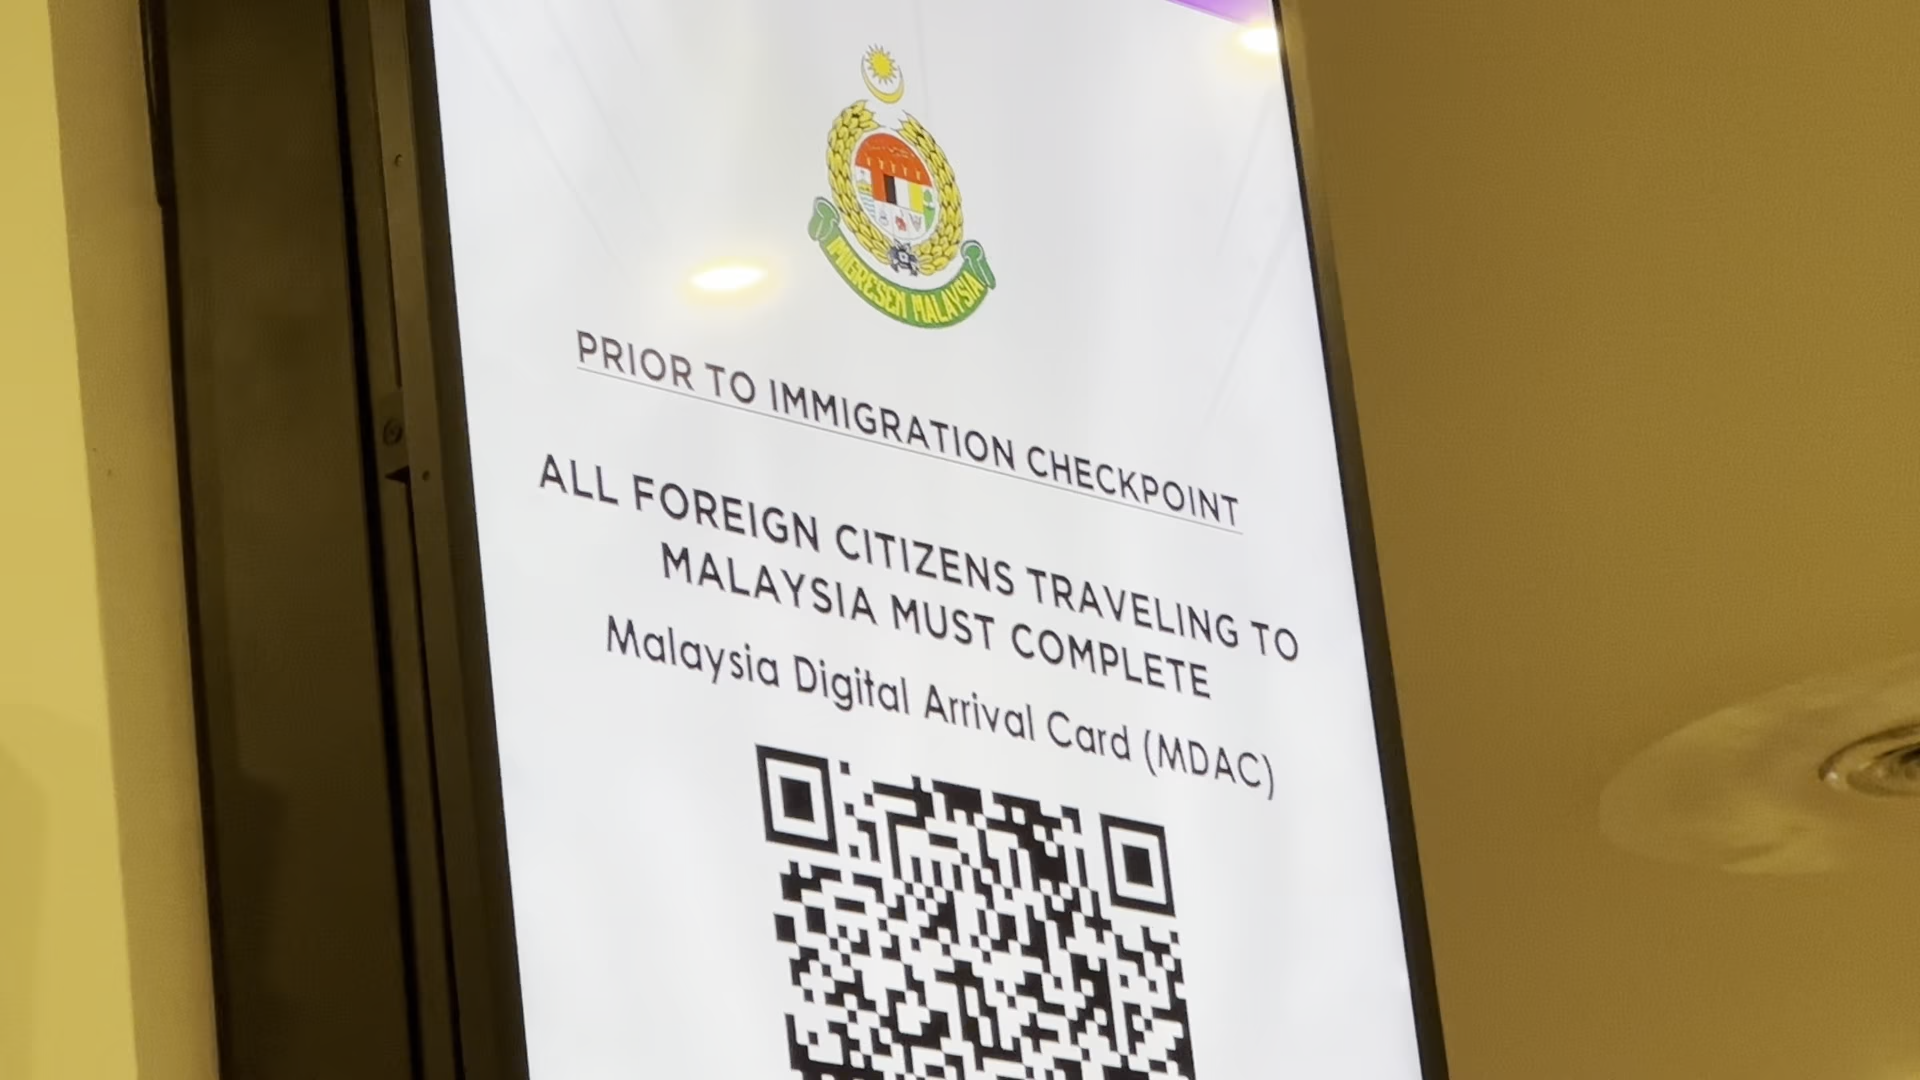 IMIGRESEN MALAYSIA
PRIOR TO IMMIGRATION CHECKPOINT
ALL FOREIGN CITIZENS TRAVELING TO
MALAYSIA MUST COMPLETE
Malaysia Digital Arrival Card (MDAC)